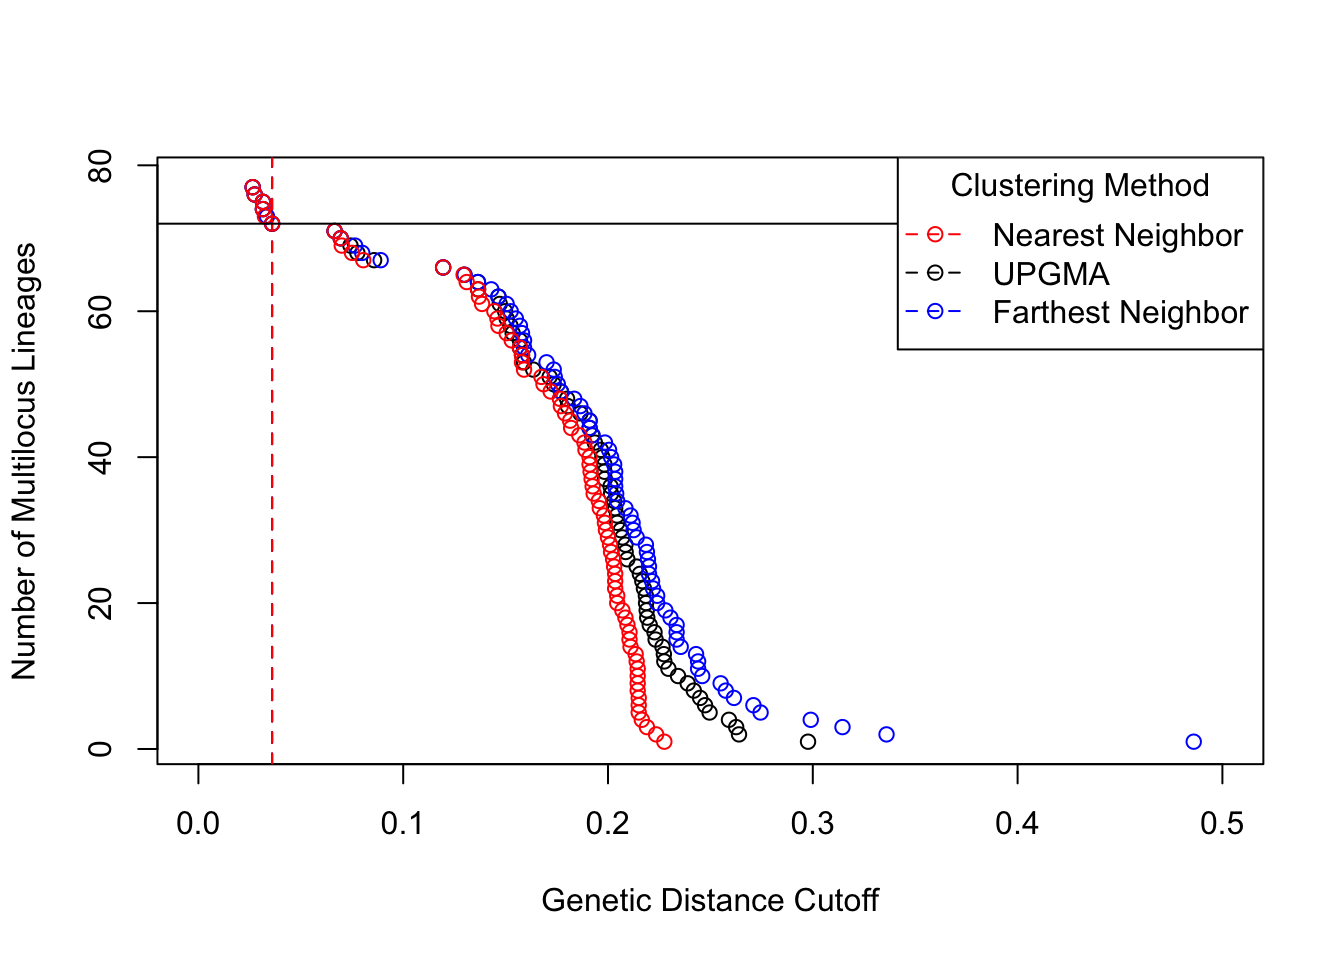 Number of Multilocus Lineages
80
60
40
20
0
Clustering Method
Nearest Neighbor
UPGMA
Farthest Neighbor
0.0 0.1 0.2 0.3 0.4 0.5
Genetic Distance Cutoff